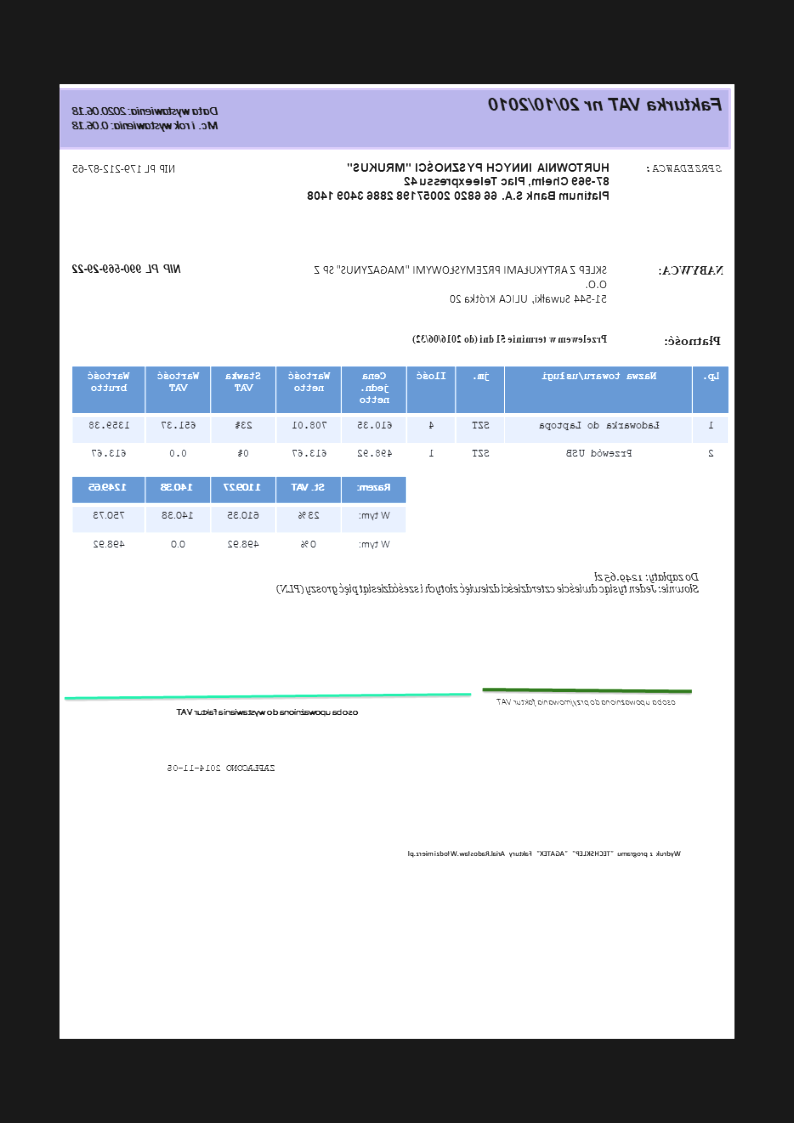 Fakturka VAT nr 20/10/2010
Data wystawienia: 2020.06.18
Mc. i rok wystawienia: 0.06.18
SPRZEDAWCA:
HURTOWNIA INNYCH PYSZNOŚCI "MRUKUS"
87-969 Chełm, Plac Teleexpressu 42
Platinum Bank S.A. 66 6820 20057198 2886 3409 1408
NIP PL 179-212-87-65
NABYWCA:
SKLEP Z ARTYKUŁAMI PRZEMYSŁOWYMI "MAGAZYNUS" SP Z
O.O.
51-544 Suwałki, ULICA Krótka 20
NIP PL 990-569-29-22
Płatność:
Przelewem w terminie 51 dni (do 2016/06/32)
Lp. Nazwa towaru/usługi jm. Ilość Cena jedn. netto Wartość netto Stawka VAT Wartość VAT Wartość brutto
1 Ładowarka do Laptopa SZT 4 610.35 708.01 23% 651.37 1359.38
2 Przewód USB SZT 1 498.92 613.67 0% 0.0 613.67
Razem: St. VAT 1109.27 140.38 1249.65
W tym: 23% 610.35 140.38 750.73
W tym: 0% 498.92 0.0 498.92
Do zapłaty: 1249.65 zł
Słownie: Jeden tysiąc dwieście czterdzieści dziewięć złotych i sześćdziesiąt pięć groszy (PLN)
osoba upoważniona do przyjmowania faktur VAT
osoba upoważniona do wystawiania faktur VAT
ZAPŁACONO 2014-11-05
Wydruk z programu "TECHSKLEP" "AGATEK" Faktury Arial.Radosław.Włodzimierz.pl